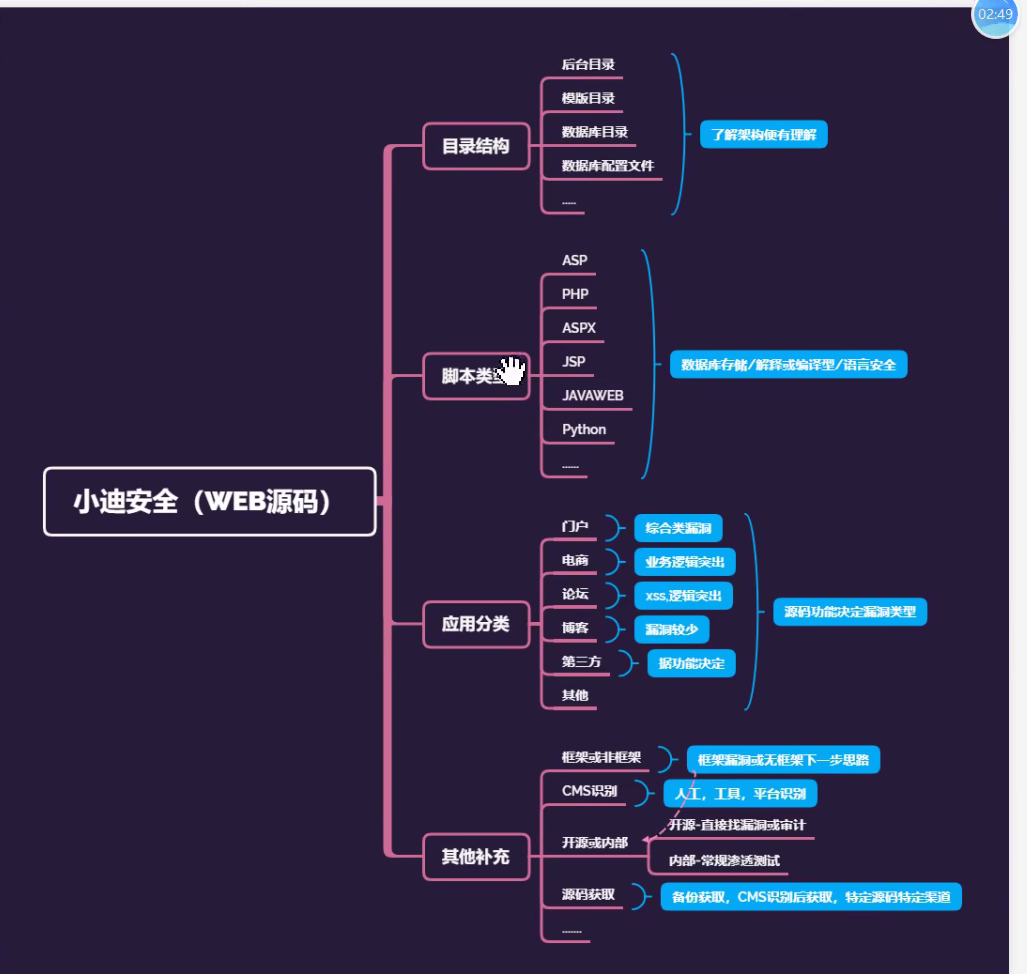 02:49
后台目录
模版目录
数据库目录
数据库配置文件
.....
目录结构
了解架构便有理解
ASP
PHP
ASPX
JSP
JAVAWEB
Python
......
脚本类
数据库存储/解释或编译型/语言安全
小迪安全（WEB源码）
门户
综合类漏洞
电商
业务逻辑突出
论坛
xss,逻辑突出
博客
漏洞较少
第三方
据功能决定
其他
应用分类
源码功能决定漏洞类型
框架或非框架
框架漏洞或无框架下一步思路
CMS识别
人工，工具，平台识别
开源或内部
开源-直接找漏洞或审计
内部-常规渗透测试
其他补充
源码获取
备份获取，CMS识别后获取，特定源码特定渠道
.......